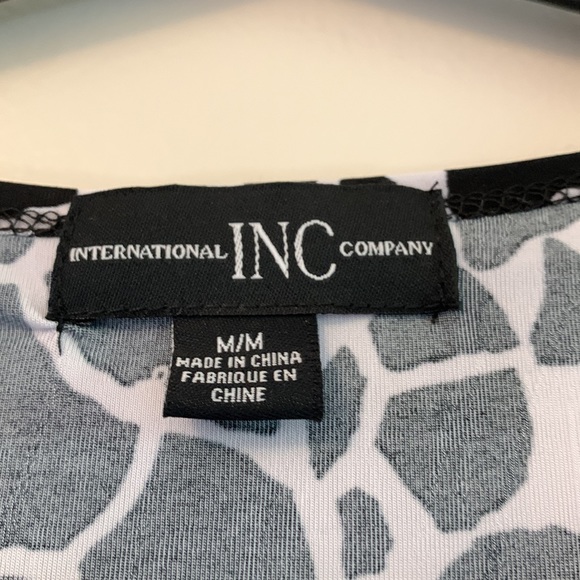 INTERNATIONAL INC COMPANY
M/M
MADE IN CHINA
FABRIQUE EN
CHINE